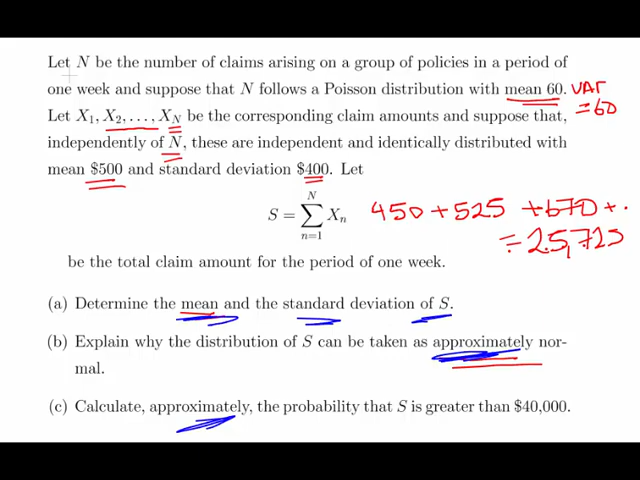 Let N be the number of claims arising on a group of policies in a period of
one week and suppose that N follows a Poisson distribution with mean 60. VAR
Let X₁, X₂, . . . , X_N be the corresponding claim amounts and suppose that, =60
independently of N, these are independent and identically distributed with
mean $500 and standard deviation $400. Let
S = ∑_{n=1}^{N} X_n 450 + 525 + 670 + .
= 25,725
be the total claim amount for the period of one week.
(a) Determine the mean and the standard deviation of S.
(b) Explain why the distribution of S can be taken as approximately nor-
mal.
(c) Calculate, approximately, the probability that S is greater than $40,000.